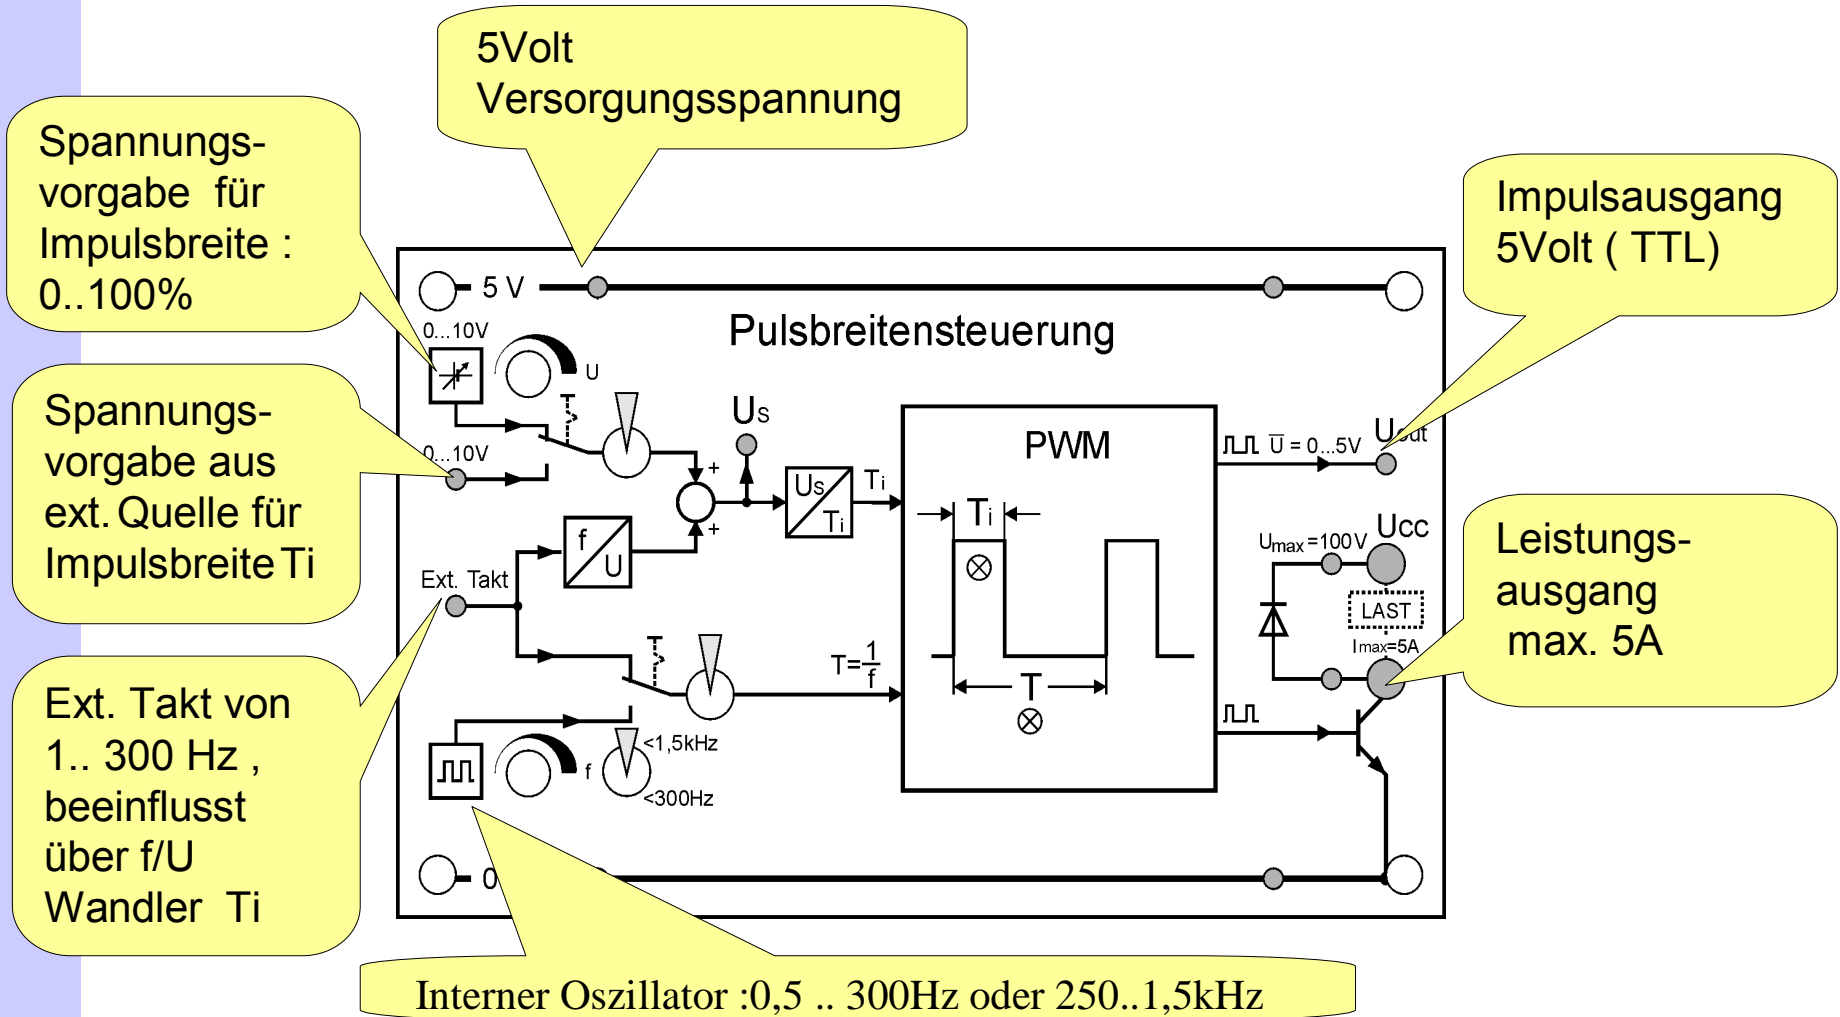 5Volt
Versorgungsspannung
Spannungs-
vorgabe für
Impulsbreite :
0..100%
Impulsausgang
5Volt ( TTL)
5 V
Pulsbreitensteuerung
0...10V
U
Spannungs-
vorgabe aus
ext. Quelle für
Impulsbreite Ti
0...10V
Us
+
+
Us
Ti
Ti
PWM
Ti
T
U = 0...5V
Uout
f
U
Ext. Takt
T=1/f
Umax=100V
Ucc
LAST
Imax=5A
Leistungs-
ausgang
max. 5A
Ext. Takt von
1.. 300 Hz ,
beeinflusst
über f/U
Wandler Ti
f
<1,5kHz
<300Hz
0
Interner Oszillator :0,5 .. 300Hz oder 250..1,5kHz